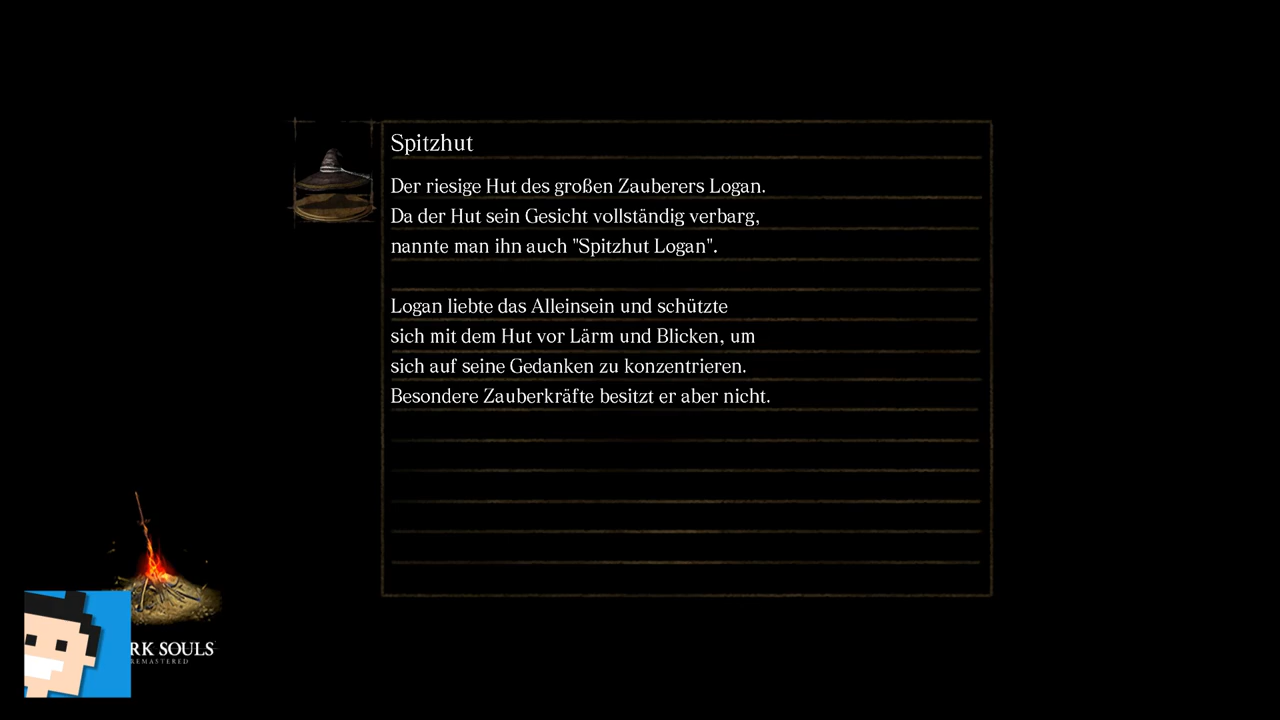 Spitzhut
Der riesige Hut des großen Zauberers Logan.
Da der Hut sein Gesicht vollständig verbarg,
nannte man ihn auch "Spitzhut Logan".
Logan liebte das Alleinsein und schützte
sich mit dem Hut vor Lärm und Blicken, um
sich auf seine Gedanken zu konzentrieren.
Besondere Zauberkräfte besitzt er aber nicht.
RK SOULS
REMASTERED